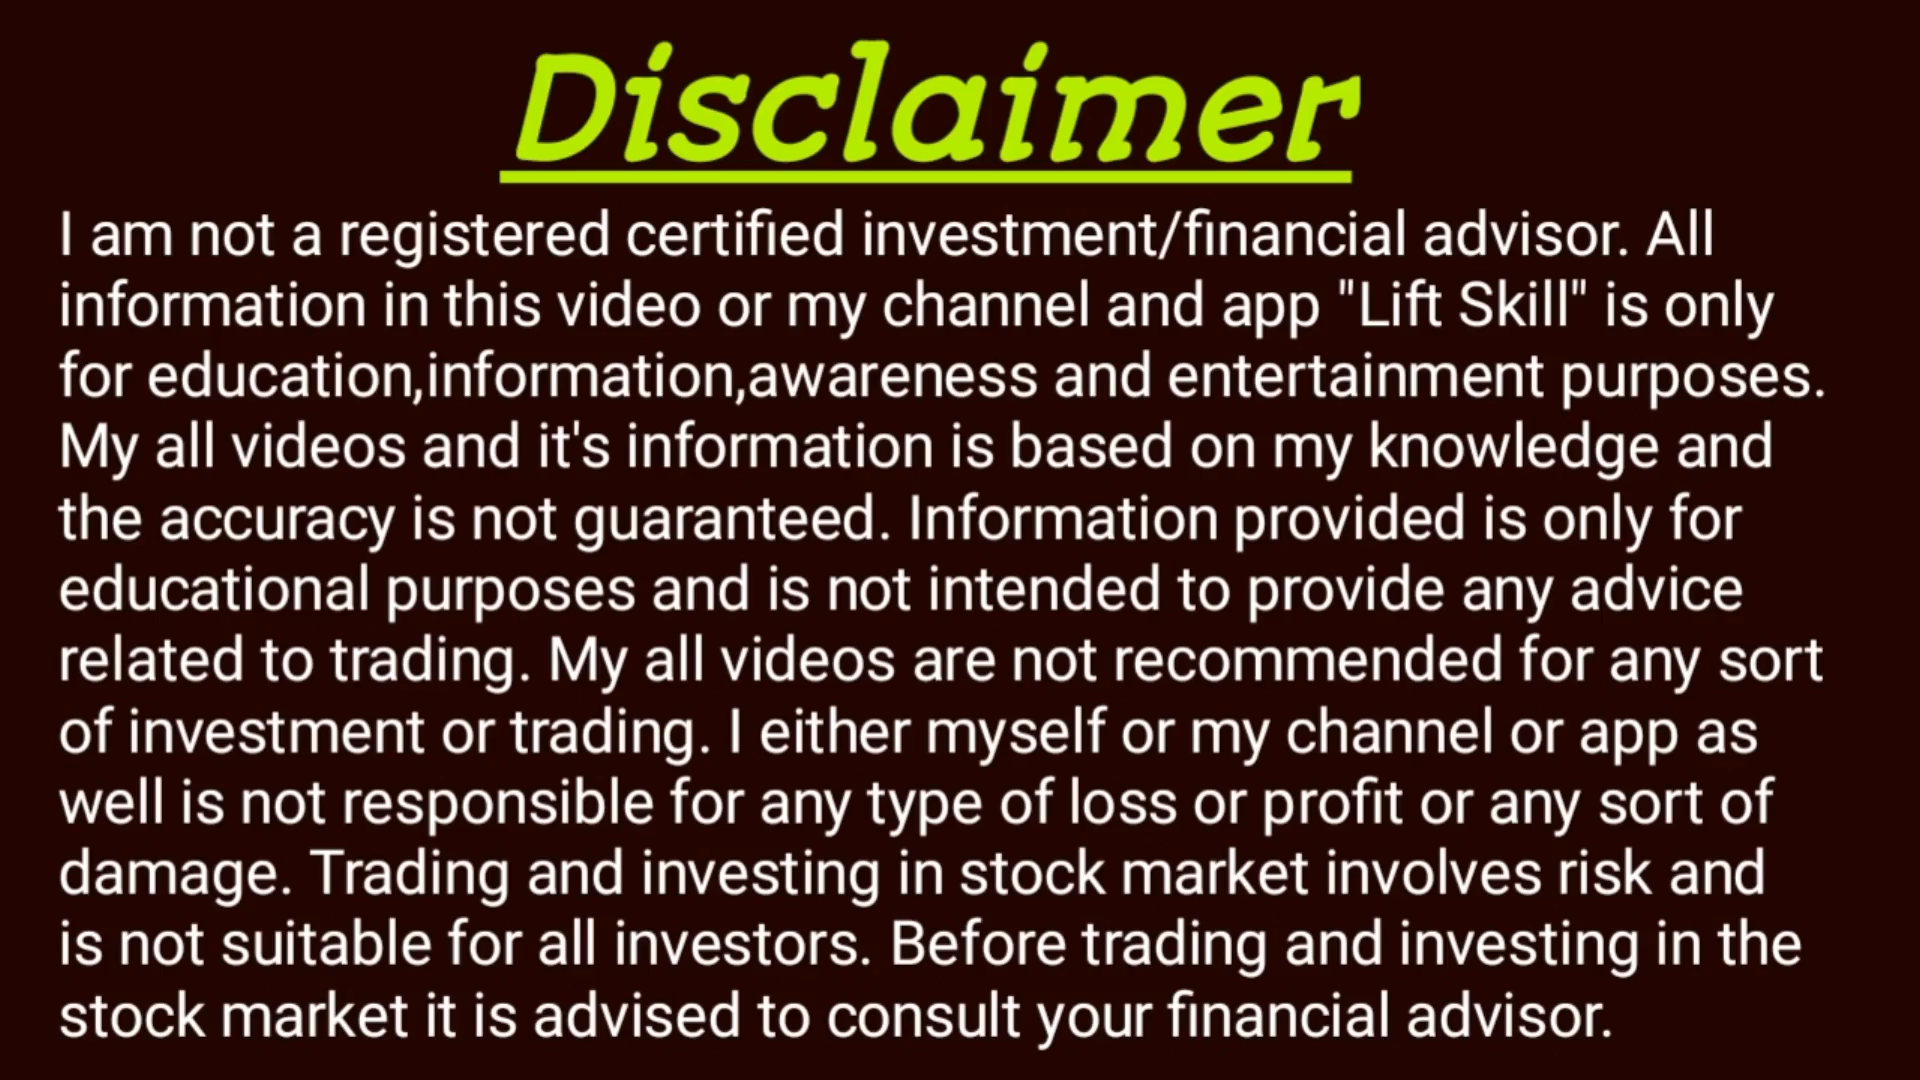 Disclaimer
I am not a registered certified investment/financial advisor. All
information in this video or my channel and app "Lift Skill" is only
for education,information,awareness and entertainment purposes.
My all videos and it's information is based on my knowledge and
the accuracy is not guaranteed. Information provided is only for
educational purposes and is not intended to provide any advice
related to trading. My all videos are not recommended for any sort
of investment or trading. I either myself or my channel or app as
well is not responsible for any type of loss or profit or any sort of
damage. Trading and investing in stock market involves risk and
is not suitable for all investors. Before trading and investing in the
stock market it is advised to consult your financial advisor.